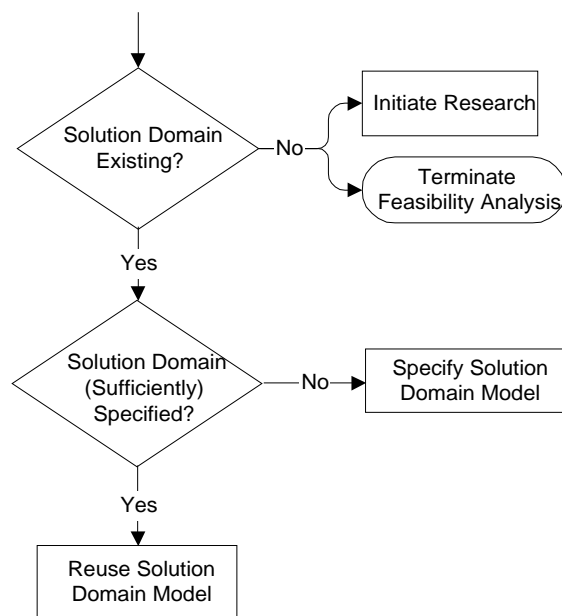 Solution Domain
Existing?
No
Initiate Research
Terminate
Feasibility Analysis
Yes
Solution Domain
(Sufficiently)
Specified?
No
Specify Solution
Domain Model
Yes
Reuse Solution
Domain Model